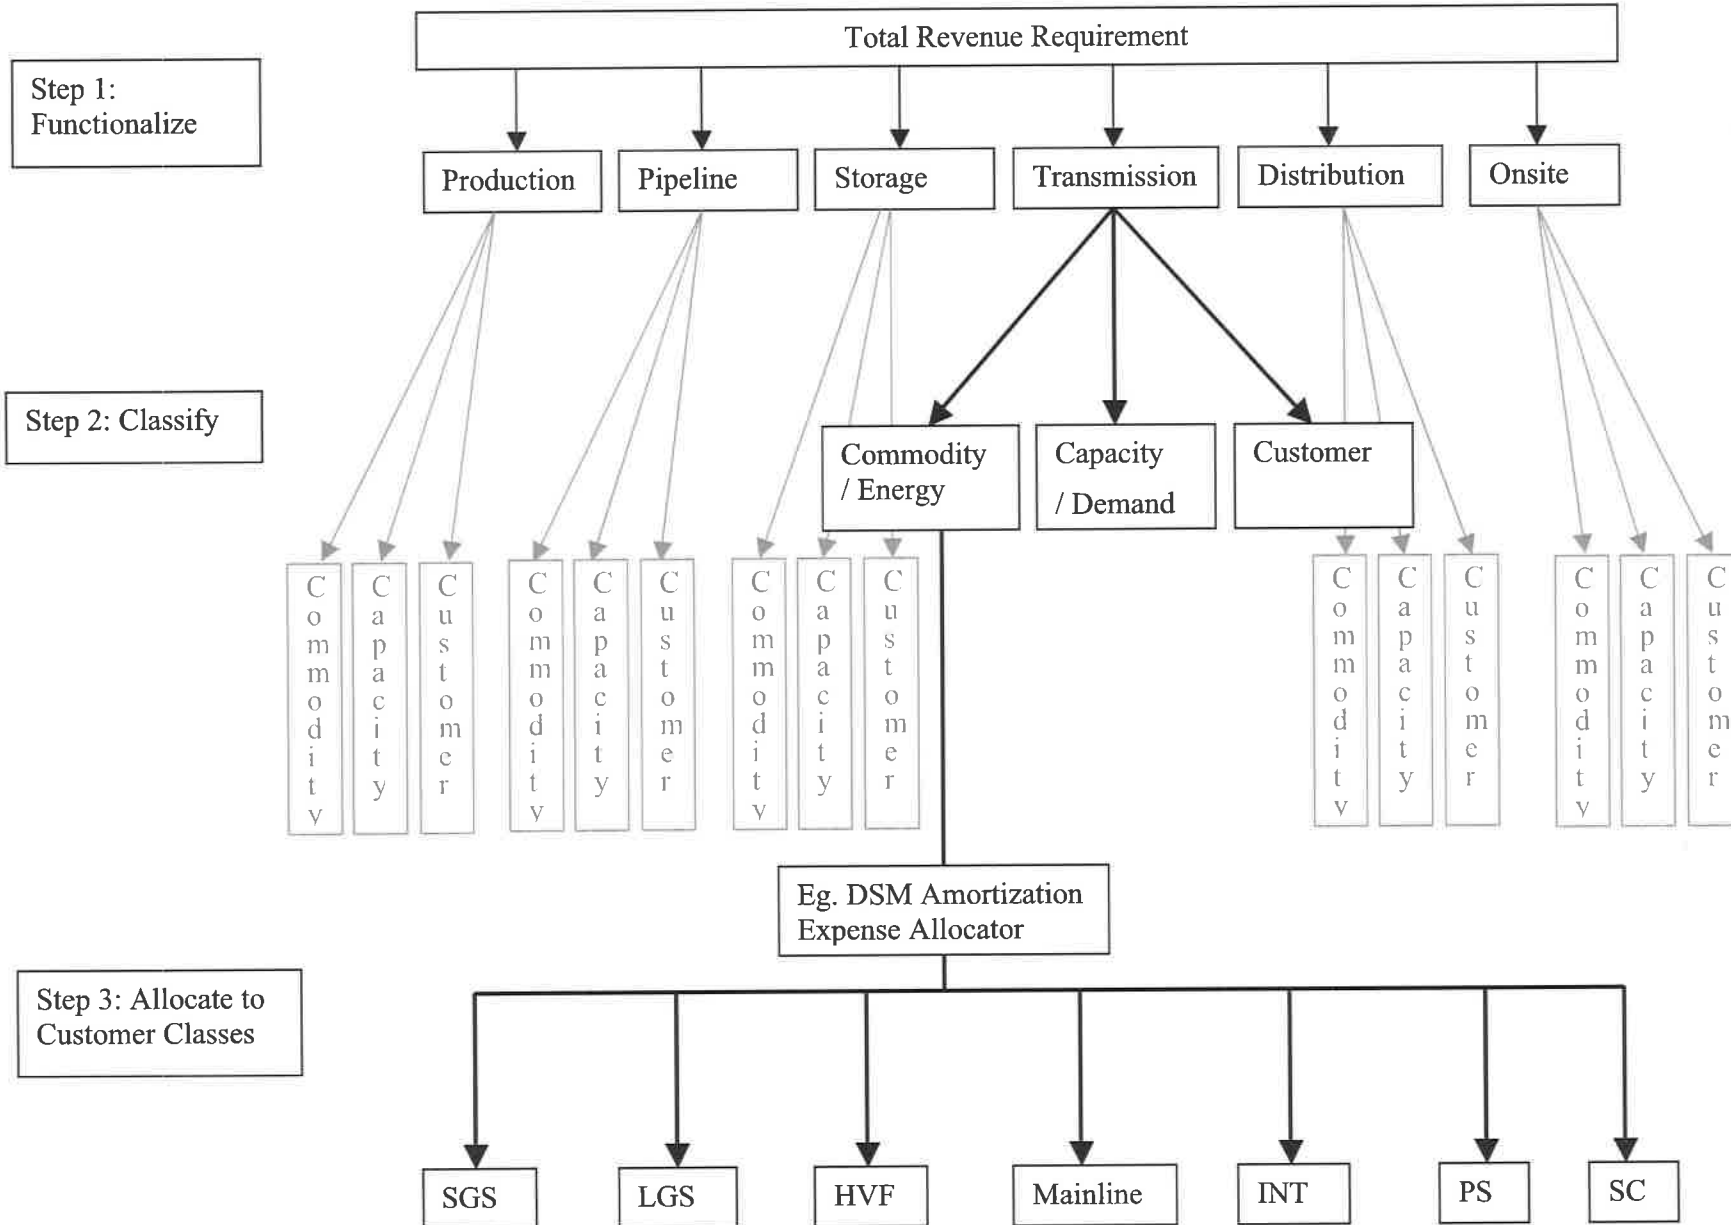 Total Revenue Requirement
Step 1:
Functionalize
Production
Pipeline
Storage
Transmission
Distribution
Onsite
Step 2: Classify
Commodity
/ Energy
Capacity
/ Demand
Customer
Commodity
Capacity
Customer
Commodity
Capacity
Customer
Commodity
Capacity
Customer
Commodity
Capacity
Customer
Commodity
Capacity
Customer
Eg. DSM Amortization
Expense Allocator
Step 3: Allocate to
Customer Classes
SGS
LGS
HVF
Mainline
INT
PS
SC